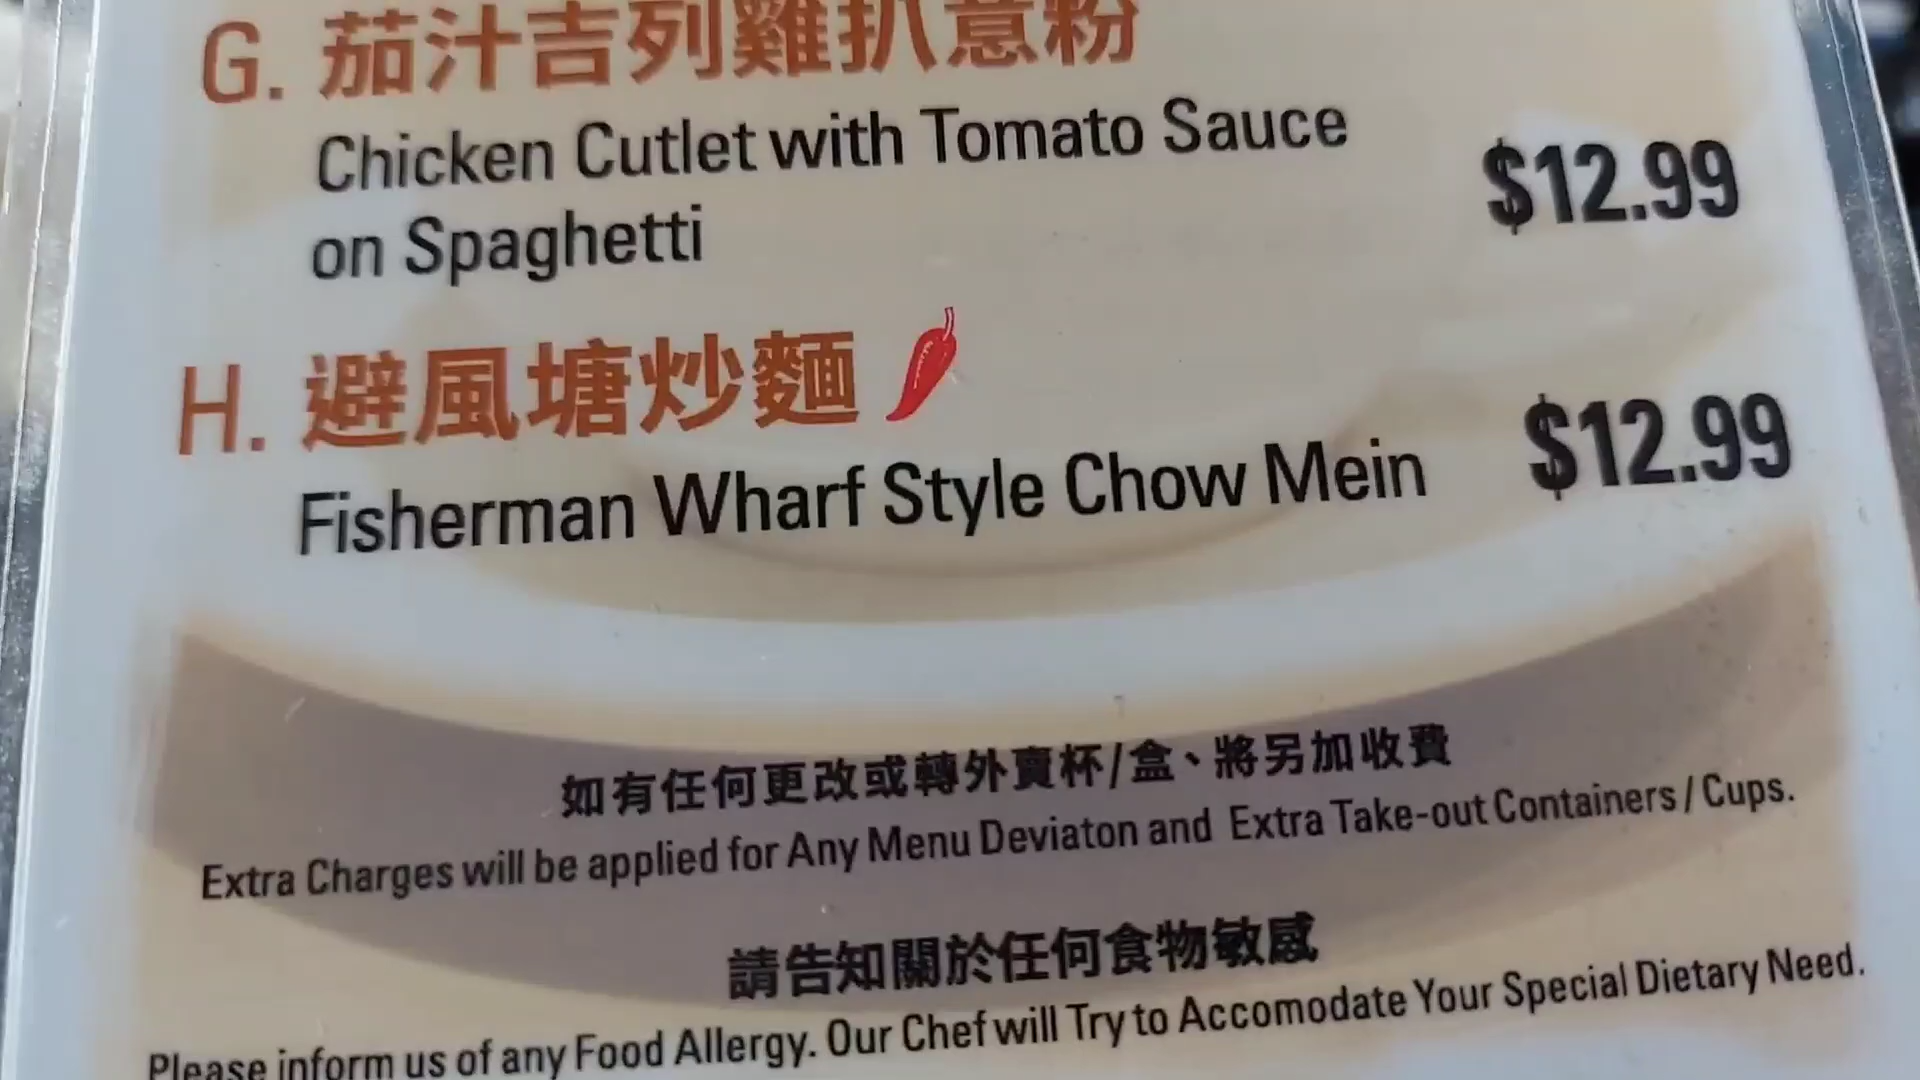 G. 茄汁吉列雞扒意粉
Chicken Cutlet with Tomato Sauce
on Spaghetti
$12.99
H. 避風塘炒麵
Fisherman Wharf Style Chow Mein
$12.99
如有任何更改或轉外賣杯/盒、將另加收費
Extra Charges will be applied for Any Menu Deviaton and Extra Take-out Containers / Cups.
請告知關於任何食物敏感
Please inform us of any Food Allergy. Our Chef will Try to Accomodate Your Special Dietary Need.